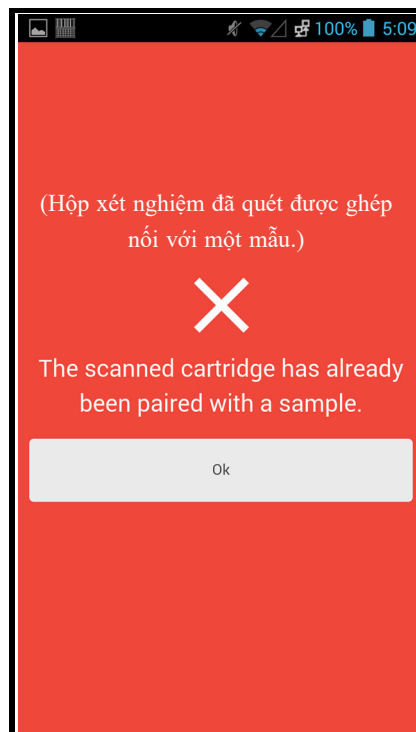 100% 5:09
(Hộp xét nghiệm đã quét được ghép
nối với một mẫu.)
The scanned cartridge has already
been paired with a sample.
Ok